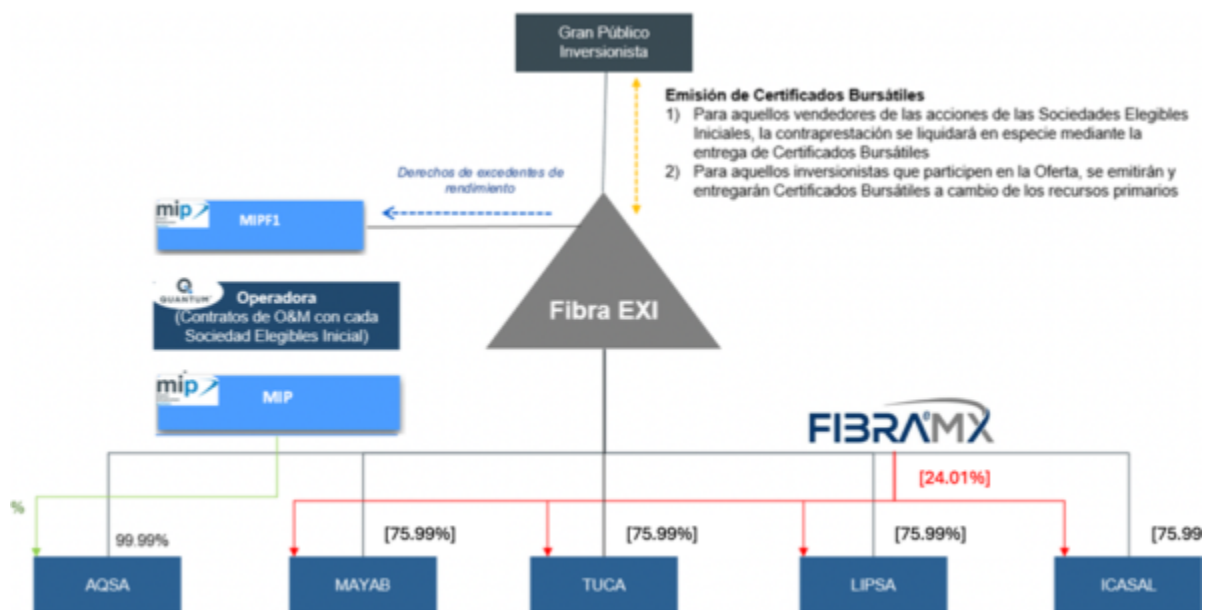 Gran Público
Inversionista
Emisión de Certificados Bursátiles
1) Para aquellos vendedores de las acciones de las Sociedades Elegibles
Iniciales, la contraprestación se liquidará en especie mediante la
entrega de Certificados Bursátiles
2) Para aquellos inversionistas que participen en la Oferta, se emitirán y
entregarán Certificados Bursátiles a cambio de los recursos primarios
Derechos de excedentes de
rendimiento
mip
MIPF1
QUANTUM
Operadora
(Contratos de O&M con cada
Sociedad Elegibles Inicial)
Fibra EXI
mip
MIP
FIBRAeMX
[24.01%]
%
99.99%
[75.99%]
[75.99%]
[75.99%]
[75.99
AQSA
MAYAB
TUCA
LIPSA
ICASAL